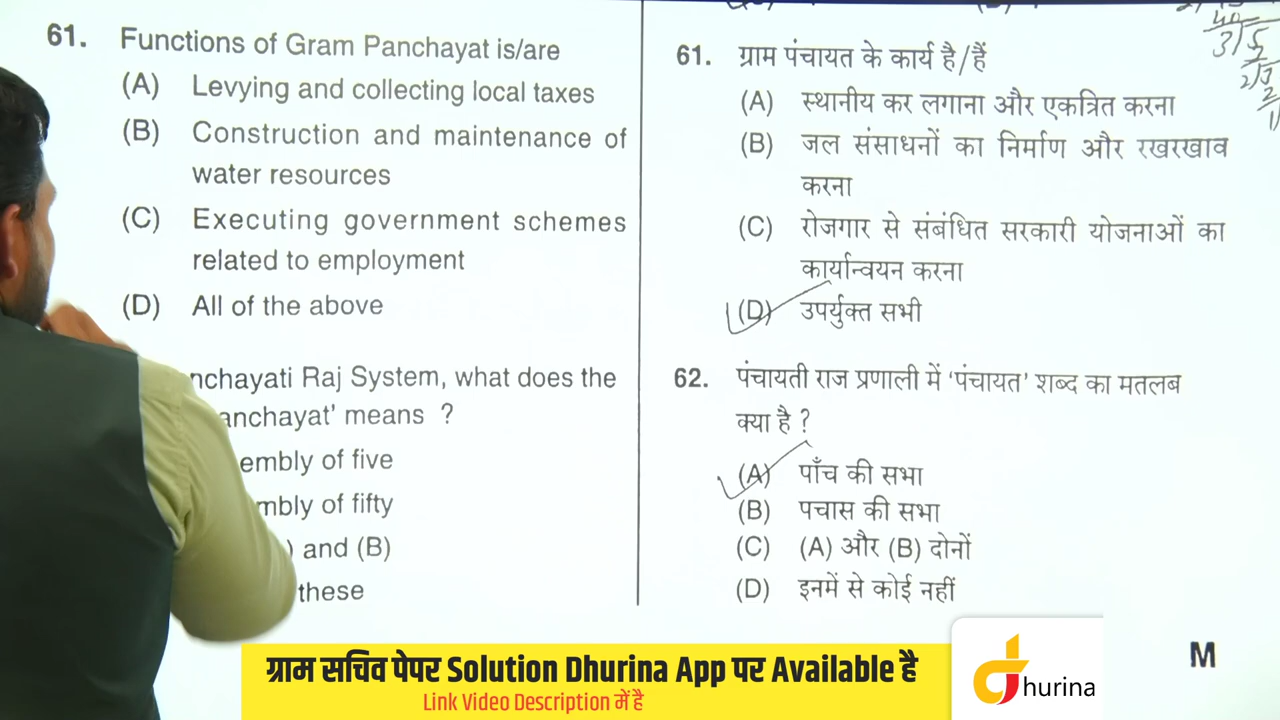 61. Functions of Gram Panchayat is/are
(A) Levying and collecting local taxes
(B) Construction and maintenance of
water resources
(C) Executing government schemes
related to employment
(D) All of the above
nchayati Raj System, what does the
anchayat' means ?
embly of five
mbly of fifty
) and (B)
these
61. ग्राम पंचायत के कार्य है/हैं
(A) स्थानीय कर लगाना और एकत्रित करना
(B) जल संसाधनों का निर्माण और रखरखाव
करना
(C) रोजगार से संबंधित सरकारी योजनाओं का
कार्यान्वयन करना
(D) उपर्युक्त सभी
62. पंचायती राज प्रणाली में 'पंचायत' शब्द का मतलब
क्या है ?
(A) पाँच की सभा
(B) पचास की सभा
(C) (A) और (B) दोनों
(D) इनमें से कोई नहीं
M
ग्राम सचिव पेपर Solution Dhurina App पर Available है
Link Video Description में है
dhurina